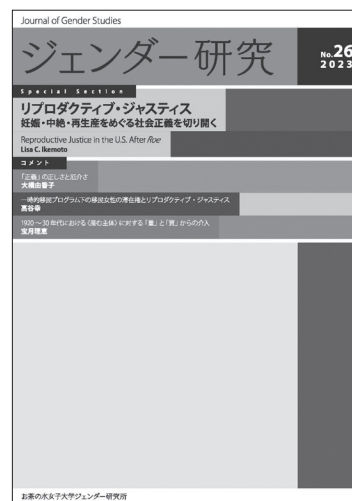 Journal of Gender Studies
ジェンダー研究
No.26
2023
Special Section
リプロダクティブ・ジャスティス
妊娠・中絶・再生産をめぐる社会正義を切り開く
Reproductive Justice in the U.S. After Roe
Lisa C. Ikemoto
コメント
「正義」の正しさと厄介さ
大橋由香子
一時的移民プログラム下の移民女性の滞在権とリプロダクティブ・ジャスティス
髙谷幸
1920～30年代における〈産む主体〉に対する「量」と「質」からの介入
宝月理恵
お茶の水女子大学ジェンダー研究所